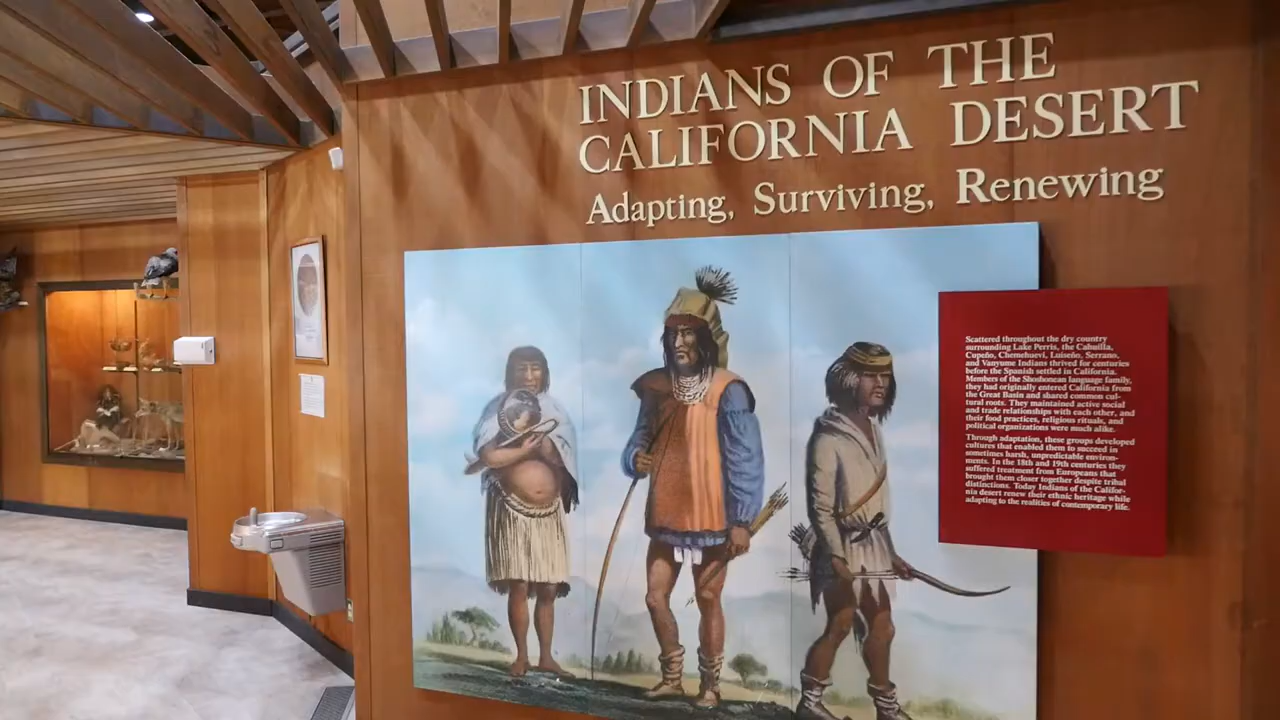 INDIANS OF THE
CALIFORNIA DESERT
Adapting, Surviving, Renewing
Scattered throughout the dry country
surrounding Lake Perris, the Cahuilla,
Cupeño, Chemehuevi, Luiseño, Serrano,
and Vanyume Indians thrived for centuries
before the Spanish settled in California.
Members of the Shoshonean language family,
they had originally entered California from
the Great Basin and shared common cul-
tural roots. They maintained active social
and trade relationships with each other, and
their food practices, religious rituals, and
political organizations were much alike.
Through adaptation, these groups developed
cultures that enabled them to succeed in
sometimes harsh, unpredictable environ-
ments. In the 18th and 19th centuries they
suffered treatment from Europeans that
brought them closer together despite tribal
distinctions. Today Indians of the Califor-
nia desert renew their ethnic heritage while
adapting to the realities of contemporary life.